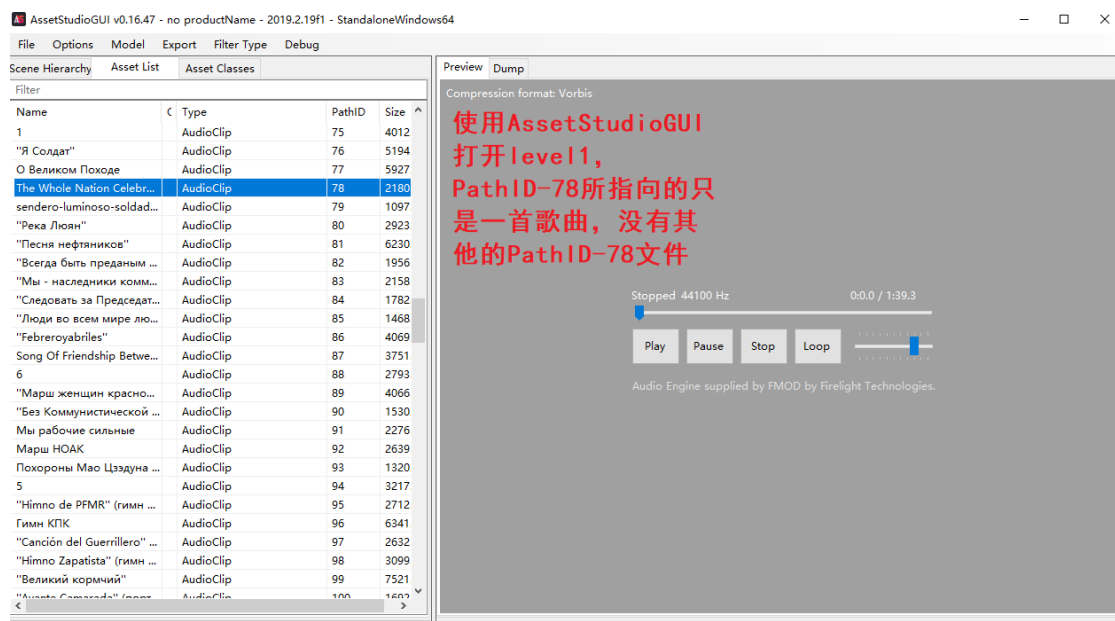 AssetStudioGUI v0.16.47 - no productName - 2019.2.19f1 - StandaloneWindows64
File Options Model Export Filter Type Debug
Scene Hierarchy Asset List Asset Classes
Filter
Name C Type PathID Size
1 AudioClip 75 4012
"Я Солдат" AudioClip 76 5194
О Великом Походе AudioClip 77 5927
The Whole Nation Celebr... AudioClip 78 2180
sendero-luminoso-soldad... AudioClip 79 1097
"Река Люян" AudioClip 80 2923
"Песня нефтяников" AudioClip 81 6230
"Всегда быть преданым ... AudioClip 82 1956
"Мы - наследники комм... AudioClip 83 2158
"Следовать за Председат... AudioClip 84 1782
"Люди во всем мире лю... AudioClip 85 1468
"Febreroyabriles" AudioClip 86 4069
Song Of Friendship Betwe... AudioClip 87 3751
6 AudioClip 88 2793
"Марш женщин красно... AudioClip 89 4066
"Без Коммунистической ... AudioClip 90 1530
Мы рабочие сильные AudioClip 91 2276
Марш НОАК AudioClip 92 2639
Похороны Мао Цзэдуна ... AudioClip 93 1320
5 AudioClip 94 3217
"Himno de PFMR" (гимн ... AudioClip 95 2712
Гимн КПК AudioClip 96 6341
"Canción del Guerrillero" ... AudioClip 97 2632
"Himno Zapatista" (гимн ... AudioClip 98 3099
"Великий кормчий" AudioClip 99 7521
"Avante Camarada" (порт... AudioClip 100 1692
Preview Dump
Compression format: Vorbis
使用AssetStudioGUI
打开level1，
PathID-78所指向的只
是一首歌曲，没有其
他的PathID-78文件
Stopped 44100 Hz 0:0.0 / 1:39.3
Play Pause Stop Loop
Audio Engine supplied by FMOD by Firelight Technologies.